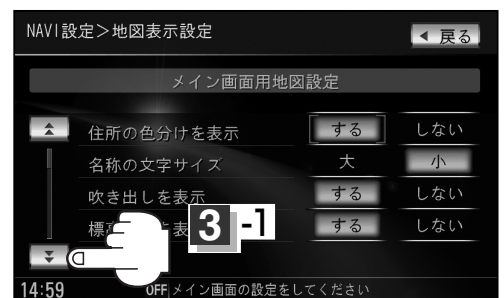 NAVI設定＞地図表示設定
◀ 戻る
メイン画面用地図設定
住所の色分けを表示 する しない
名称の文字サイズ 大 小
吹き出しを表示 する しない
標高 表 する しない
3 -1
14:59 OFF メイン画面の設定をしてください